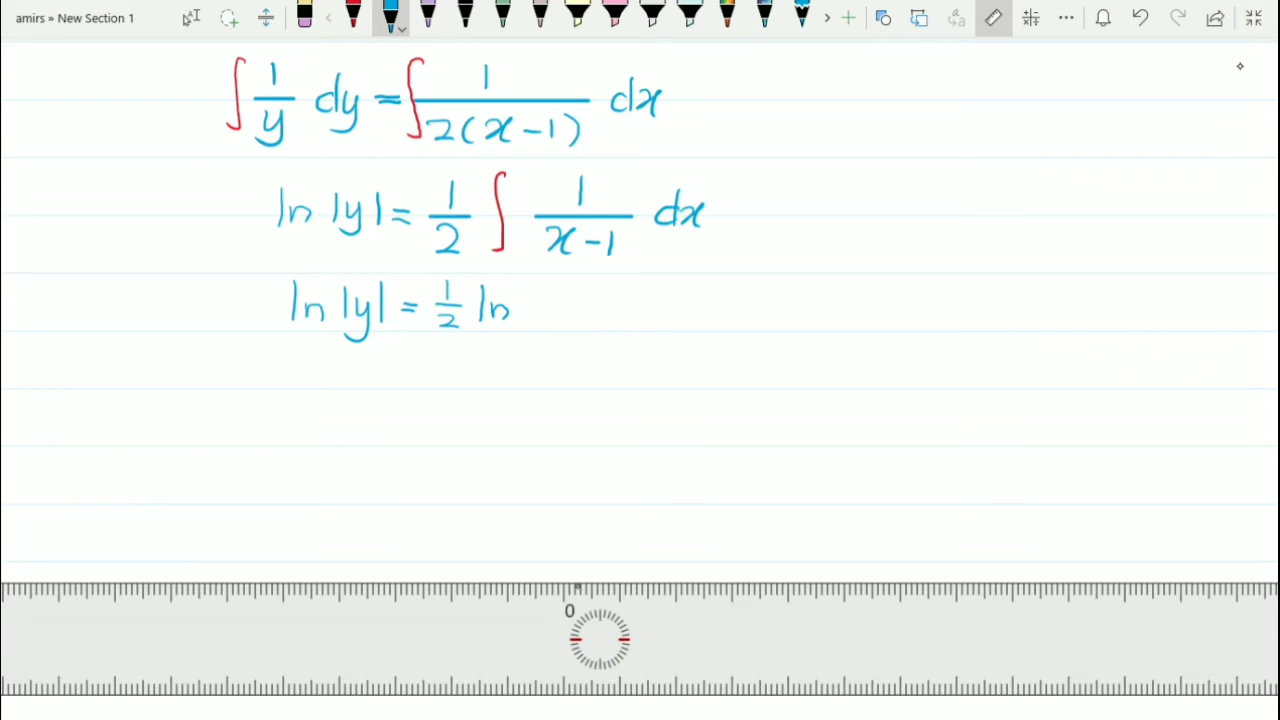 amirs » New Section 1
∫ 1/y dy = ∫ 1/2(x-1) dx
ln |y| = 1/2 ∫ 1/x-1 dx
ln |y| = 1/2 ln
0